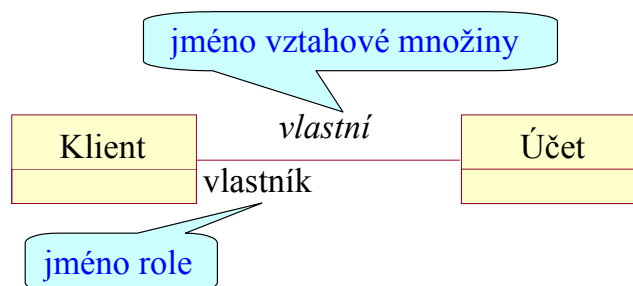 jméno vztahové množiny
vlastní
Klient
Účet
vlastník
jméno role